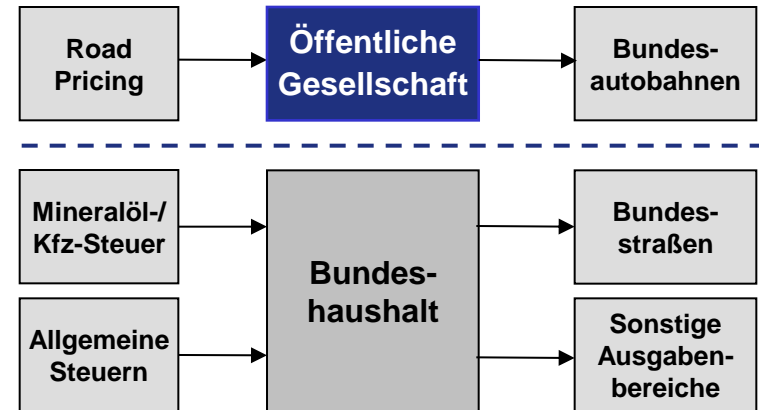 Road
Pricing
Öffentliche
Gesellschaft
Bundes-
autobahnen
Mineralöl-/
Kfz-Steuer
Bundes-
haushalt
Bundes-
straßen
Allgemeine
Steuern
Sonstige
Ausgaben-
bereiche